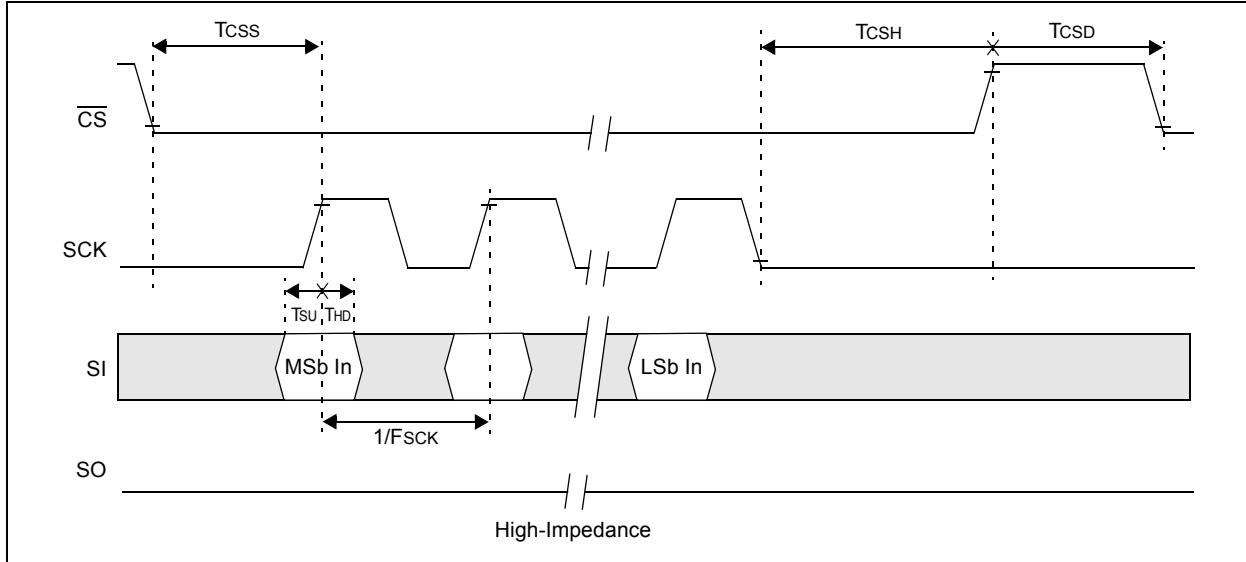 TCSS
TCSH
TCSD
CS
SCK
TSU THD
SI
MSb In
LSb In
1/FSCK
SO
High-Impedance